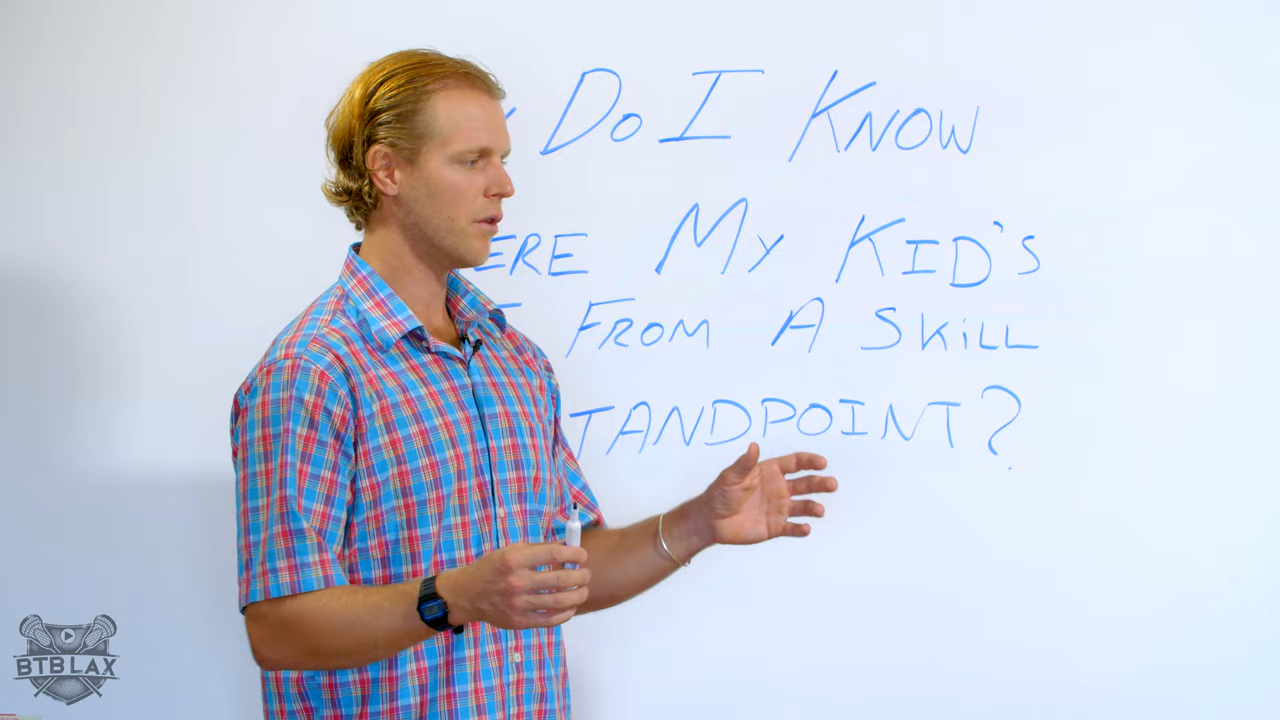 Do I KNOW
ERE My KID'S
FROM A SKiLL
TANDPOINT?
BTB LAX